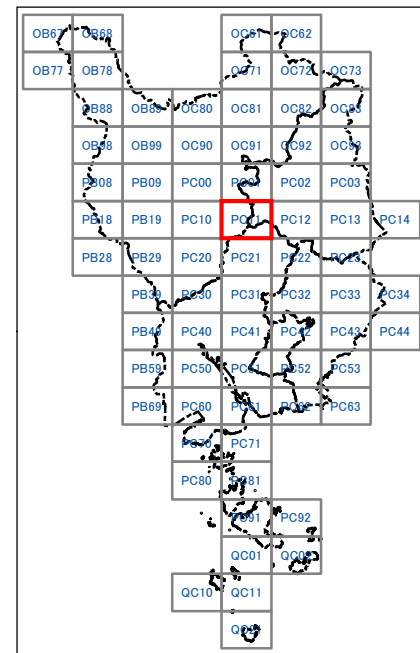 OB67 OB68 OC61 OC62
OB77 OB78 OC71 OC72 OC73
OB88 OB89 OC80 OC81 OC82 OC83
OB98 OB99 OC90 OC91 OC92 OC93
PB08 PB09 PC00 PC01 PC02 PC03
PB18 PB19 PC10 PC11 PC12 PC13 PC14
PB28 PB29 PC20 PC21 PC22 PC23
PB39 PC30 PC31 PC32 PC33 PC34
PB49 PC40 PC41 PC42 PC43 PC44
PB59 PC50 PC51 PC52 PC53
PB69 PC60 PC61 PC62 PC63
PC70 PC71
PC80 PC81
PC91 PC92
QC01 QC02
QC10 QC11
QC21